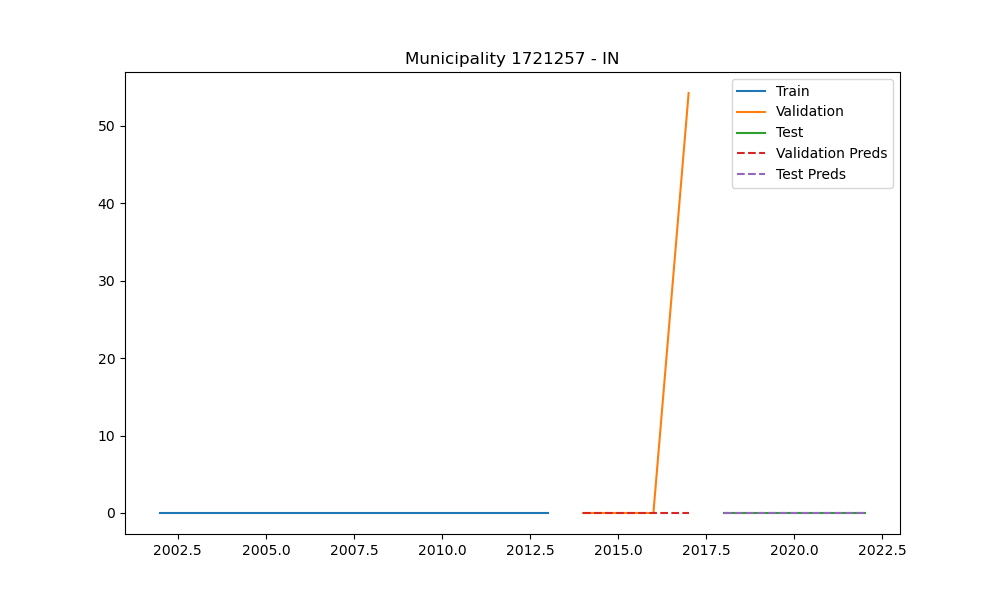 Municipality 1721257 - IN
Train
Validation
Test
Validation Preds
Test Preds
50
40
30
20
10
0
2002.5 2005.0 2007.5 2010.0 2012.5 2015.0 2017.5 2020.0 2022.5